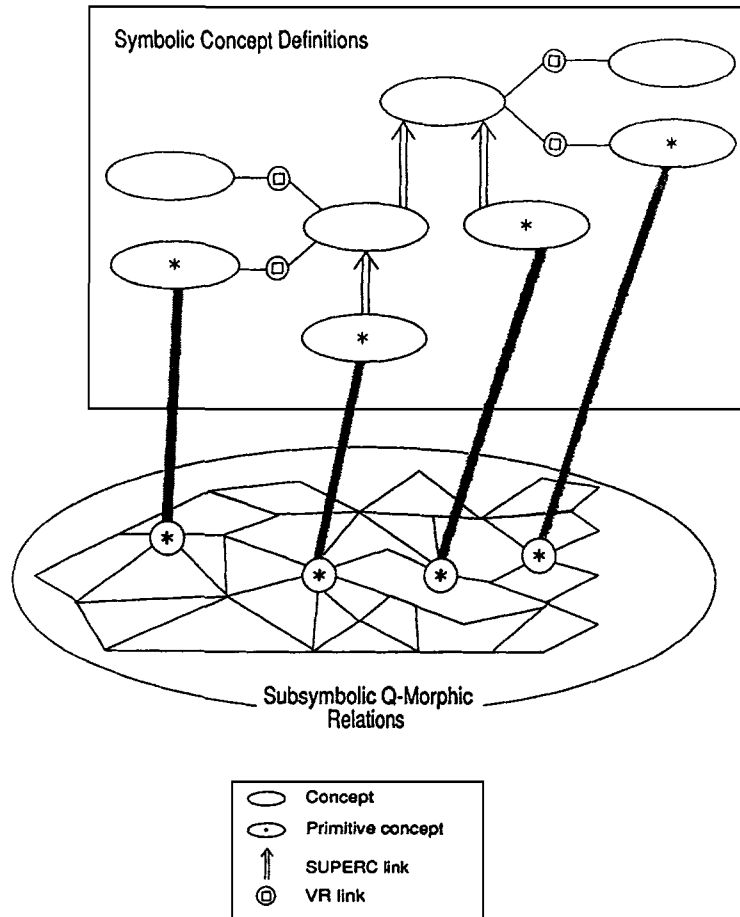 Symbolic Concept Definitions
*
*
*
*
*
*
*
*
Subsymbolic Q-Morphic
Relations
Concept
Primitive concept
SUPERC link
VR link